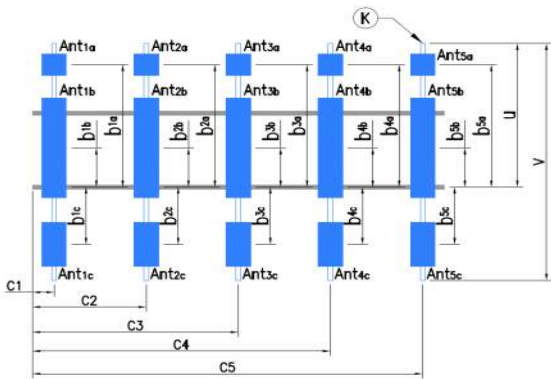 K
Ant1a Ant2a Ant3a Ant4a Ant5a
Ant1b Ant2b Ant3b Ant4b Ant5b
b1b b1a b2b b2a b3b b3a b4b b4a b5b b5a u v
b1c b2c b3c b4c b5c
Ant1c Ant2c Ant3c Ant4c Ant5c
C1
C2
C3
C4
C5